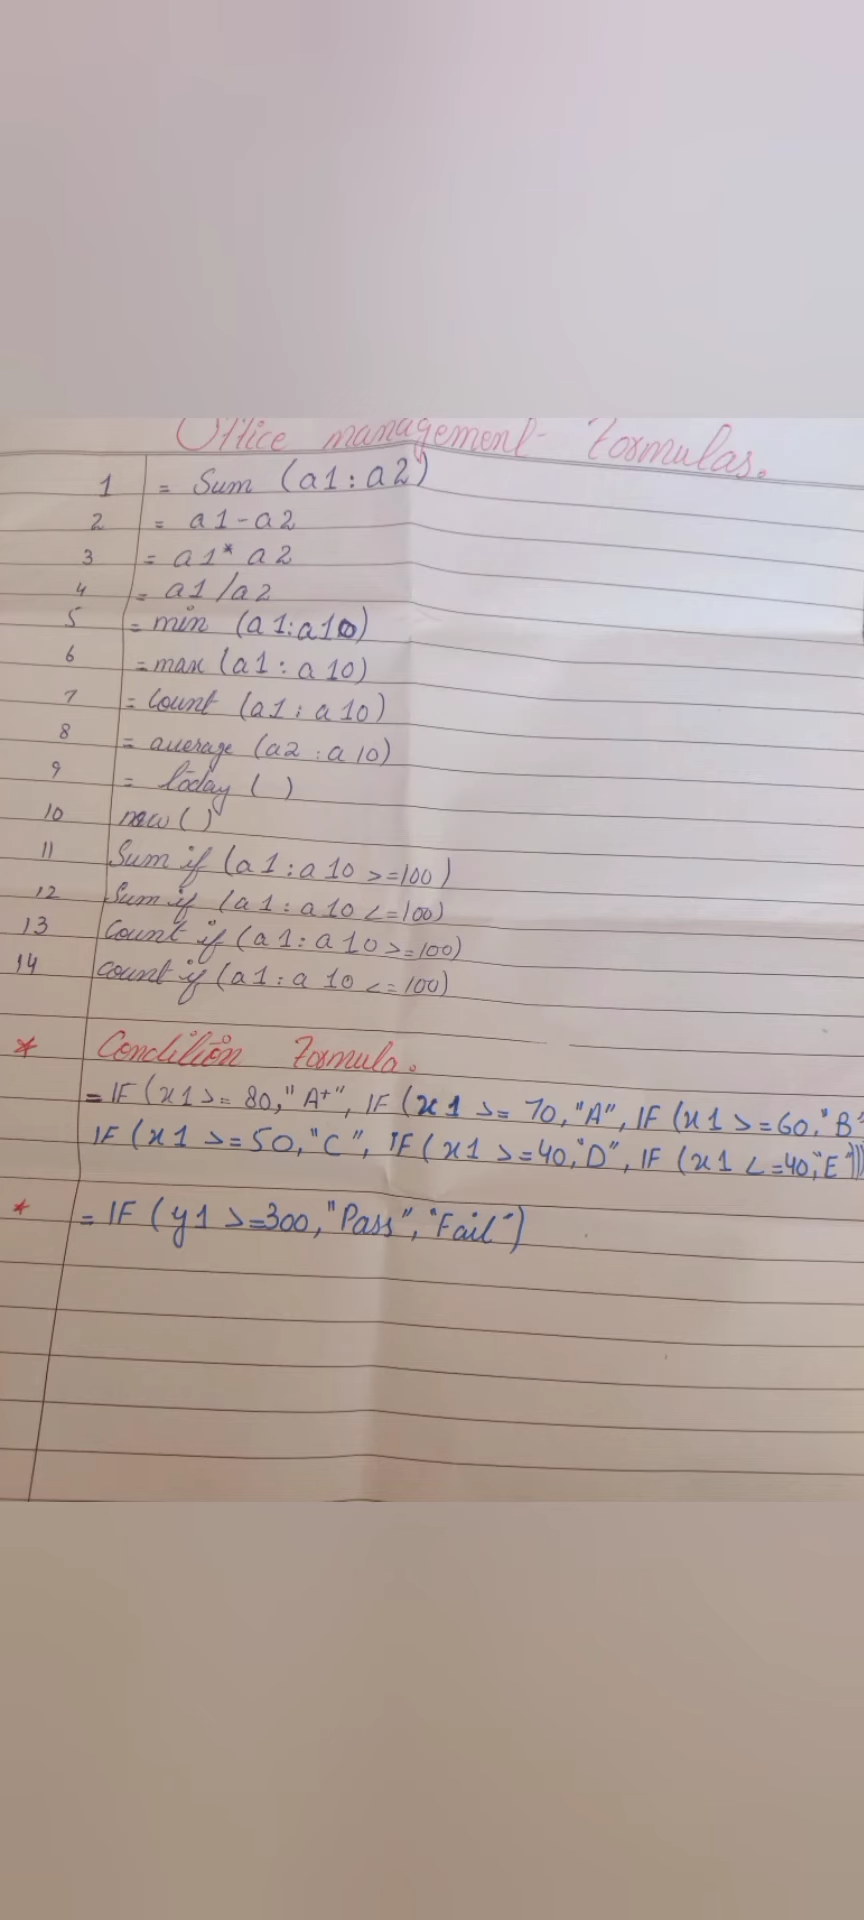 Office management Formulas.
1 = Sum (a1:a2)
2 = a1-a2
3 = a1* a2
4 = a1/a2
5 = min (a1:a10)
6 = max (a1:a10)
7 = Count (a1:a10)
8 = average (a2:a10)
9 = Today ( )
10 now ( )
11 Sum if (a1:a10 >=100)
12 Sum if (a1:a10 <=100)
13 Count if (a1:a10 >=100)
14 count if (a1:a10 <=100)
* Condition Formula.
= IF (x1 >= 80,"A+", IF (x1 >= 70,"A", IF (x1 >=60,"B"
IF (x1 >=50,"C", IF (x1 >=40,"D", IF (x1 <=40,"E")))
* = IF (y1 >=300,"Pass","Fail")